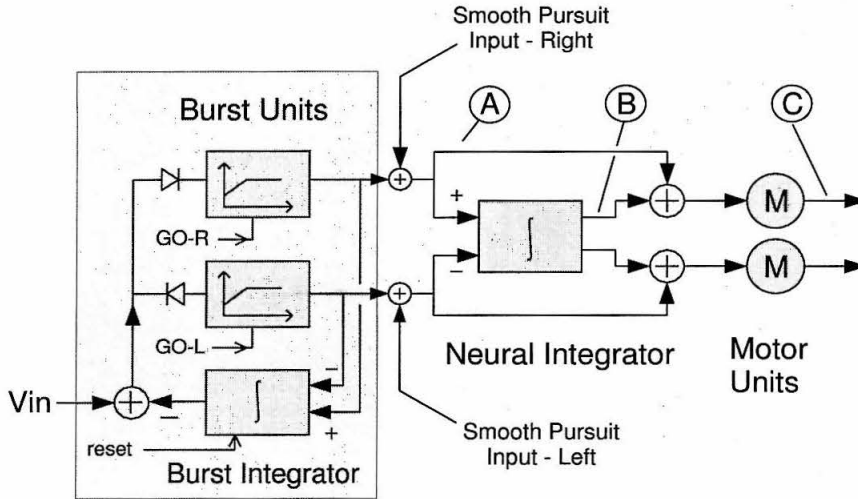 Smooth Pursuit
Input - Right
Burst Units
A
B
C
GO-R
+
∫
−
M
M
GO-L
Neural Integrator
Motor
Units
Vin
+
−
∫
−
+
reset
Burst Integrator
Smooth Pursuit
Input - Left